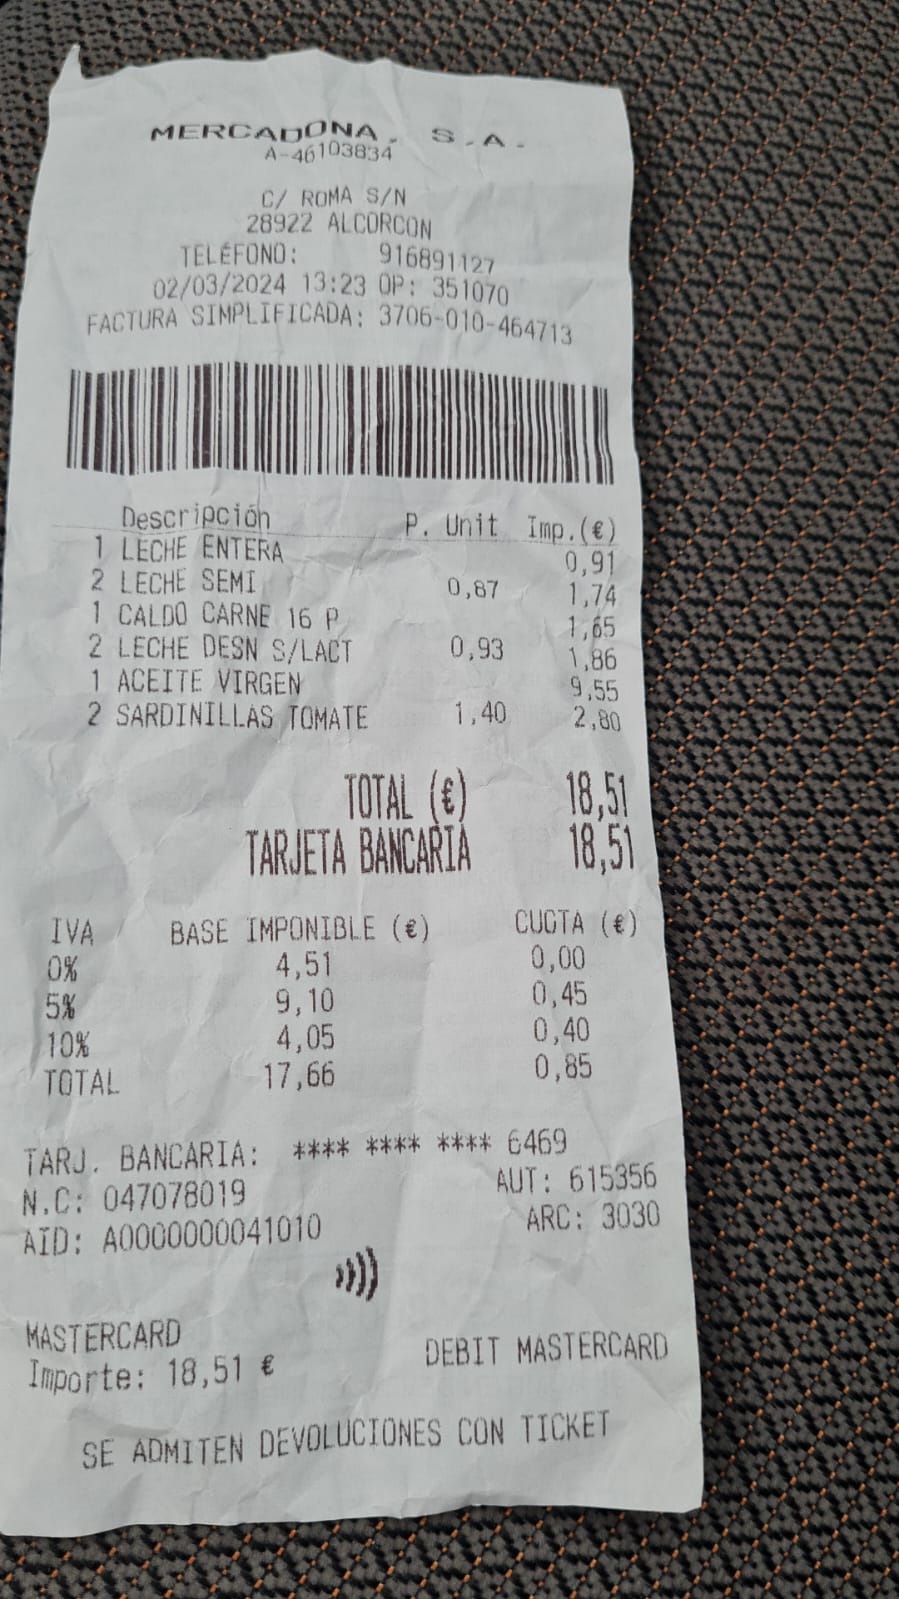 MERCADONA, S.A.
A-46103834
C/ ROMA S/N
28922 ALCORCON
TELÉFONO: 916891127
02/03/2024 13:23 OP: 351070
FACTURA SIMPLIFICADA: 3706-010-464713
Descripción P. Unit Imp.(€)
1 LECHE ENTERA 0,91
2 LECHE SEMI 0,87 1,74
1 CALDO CARNE 16 P 1,65
2 LECHE DESN S/LACT 0,93 1,86
1 ACEITE VIRGEN 9,55
2 SARDINILLAS TOMATE 1,40 2,80
TOTAL (€) 18,51
TARJETA BANCARIA 18,51
IVA BASE IMPONIBLE (€) CUOTA (€)
0% 4,51 0,00
5% 9,10 0,45
10% 4,05 0,40
TOTAL 17,66 0,85
TARJ. BANCARIA: **** **** **** 6469
N.C: 047078019 AUT: 615356
AID: A0000000041010 ARC: 3030
MASTERCARD
Importe: 18,51 € DEBIT MASTERCARD
SE ADMITEN DEVOLUCIONES CON TICKET